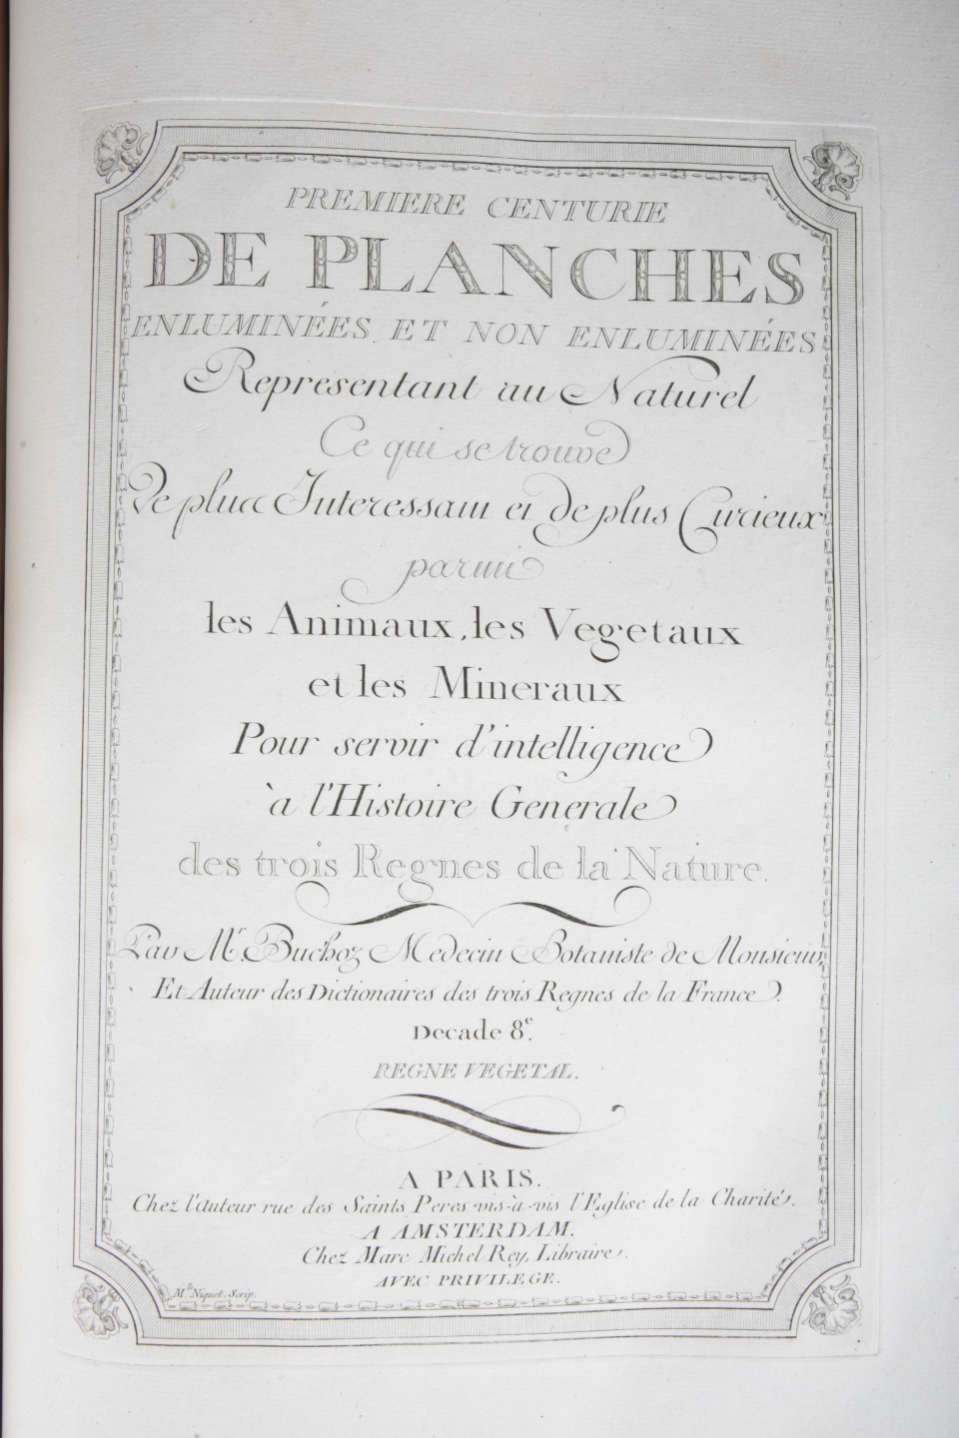 PREMIERE CENTURIE
DE PLANCHES
ENLUMINÉES, ET NON ENLUMINÉES
Representant au Naturel
Ce qui se trouve
De plus Interessant et de plus Curieux
parmi
les Animaux, les Vegetaux
et les Mineraux
Pour servir d'intelligence
à l'Histoire Generale
des trois Regnes de la Nature.
Par Mr. Buchoz Medecin Botaniste de Monsieur,
Et Auteur des Dictionaires des trois Regnes de la France.
Decade 8e.
REGNE VEGETAL.
A PARIS.
Chez l'Auteur rue des Saints Peres vis-à-vis l'Eglise de la Charité.
A AMSTERDAM.
Chez Marc Michel Rey, Libraire.
AVEC PRIVILEGE.
Me Niquet Scrip.